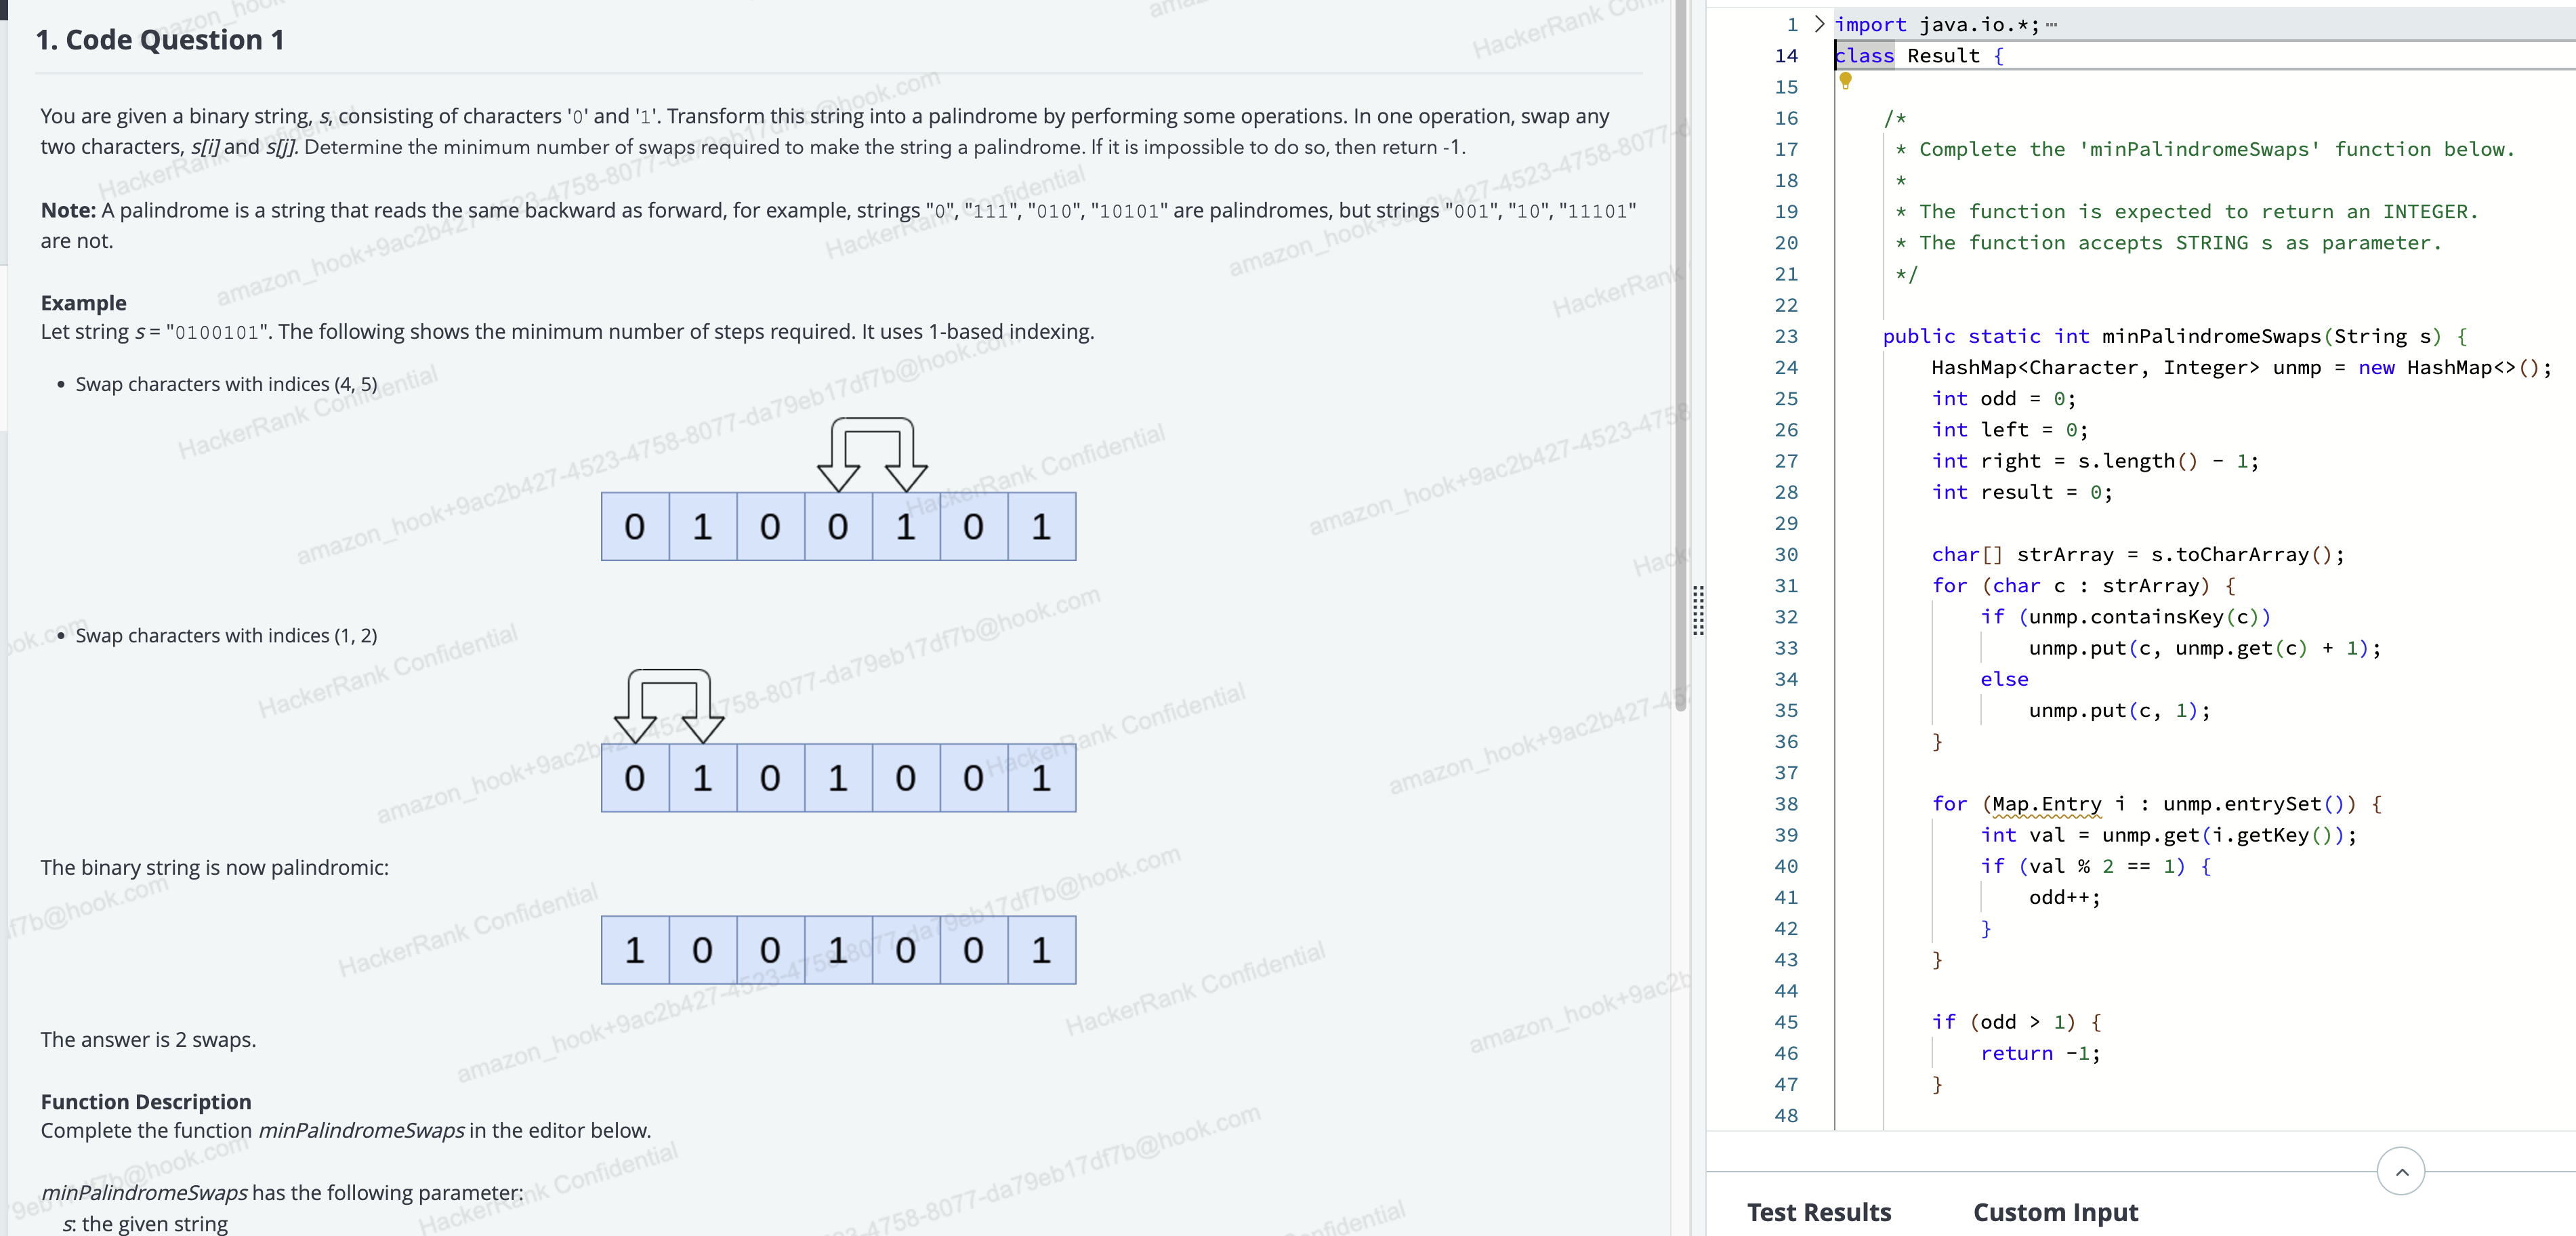 1. Code Question 1
You are given a binary string, s, consisting of characters '0' and '1'. Transform this string into a palindrome by performing some operations. In one operation, swap any
two characters, s[i] and s[j]. Determine the minimum number of swaps required to make the string a palindrome. If it is impossible to do so, then return -1.
Note: A palindrome is a string that reads the same backward as forward, for example, strings "0", "111", "010", "10101" are palindromes, but strings "001", "10", "11101"
are not.
Example
Let string s = "0100101". The following shows the minimum number of steps required. It uses 1-based indexing.
• Swap characters with indices (4, 5)
0 1 0 0 1 0 1
• Swap characters with indices (1, 2)
0 1 0 1 0 0 1
The binary string is now palindromic:
1 0 0 1 0 0 1
The answer is 2 swaps.
Function Description
Complete the function minPalindromeSwaps in the editor below.
minPalindromeSwaps has the following parameter:
s: the given string
1 > import java.io.*; ⋯
14 class Result {
15
16 /*
17 * Complete the 'minPalindromeSwaps' function below.
18 *
19 * The function is expected to return an INTEGER.
20 * The function accepts STRING s as parameter.
21 */
22
23 public static int minPalindromeSwaps(String s) {
24 HashMap<Character, Integer> unmp = new HashMap<>();
25 int odd = 0;
26 int left = 0;
27 int right = s.length() - 1;
28 int result = 0;
29
30 char[] strArray = s.toCharArray();
31 for (char c : strArray) {
32 if (unmp.containsKey(c))
33 unmp.put(c, unmp.get(c) + 1);
34 else
35 unmp.put(c, 1);
36 }
37
38 for (Map.Entry i : unmp.entrySet()) {
39 int val = unmp.get(i.getKey());
40 if (val % 2 == 1) {
41 odd++;
42 }
43 }
44
45 if (odd > 1) {
46 return -1;
47 }
48
Test Results
Custom Input
HackerRank Confidential
amazon_hook+9ac2b427-4523-4758-8077-da79eb17df7b@hook.com